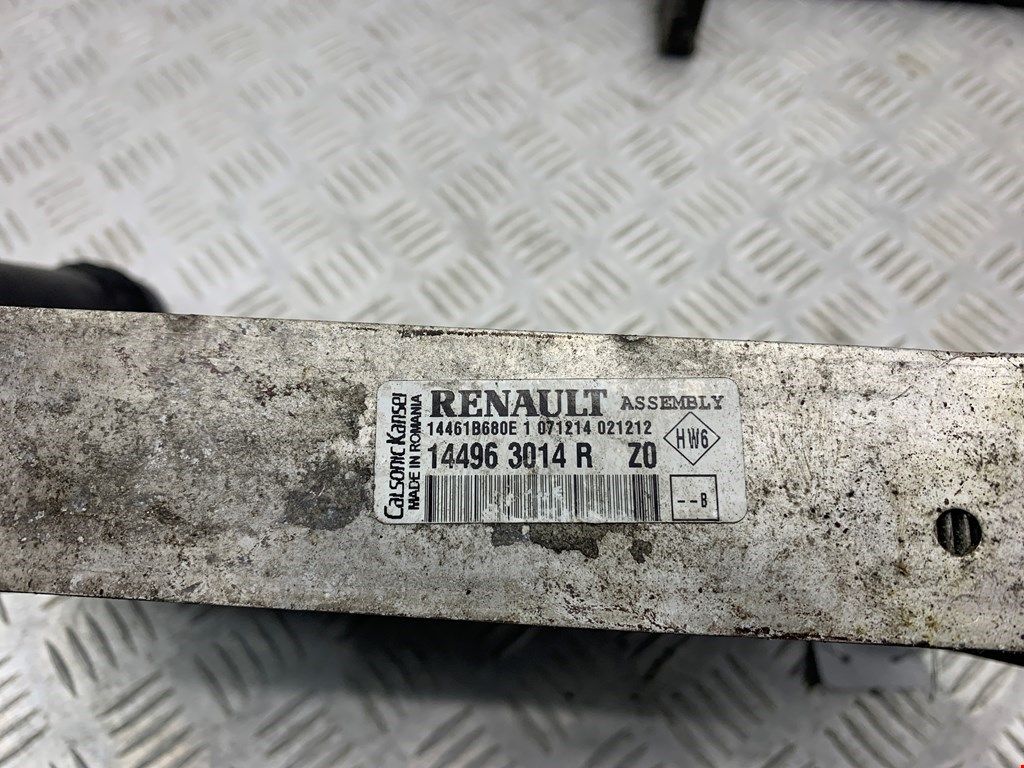 Calsonic Kansei
MADE IN ROMANIA
RENAULT ASSEMBLY
14461B680E 1 071214 021212
14496 3014 R Z0
HW6
--B